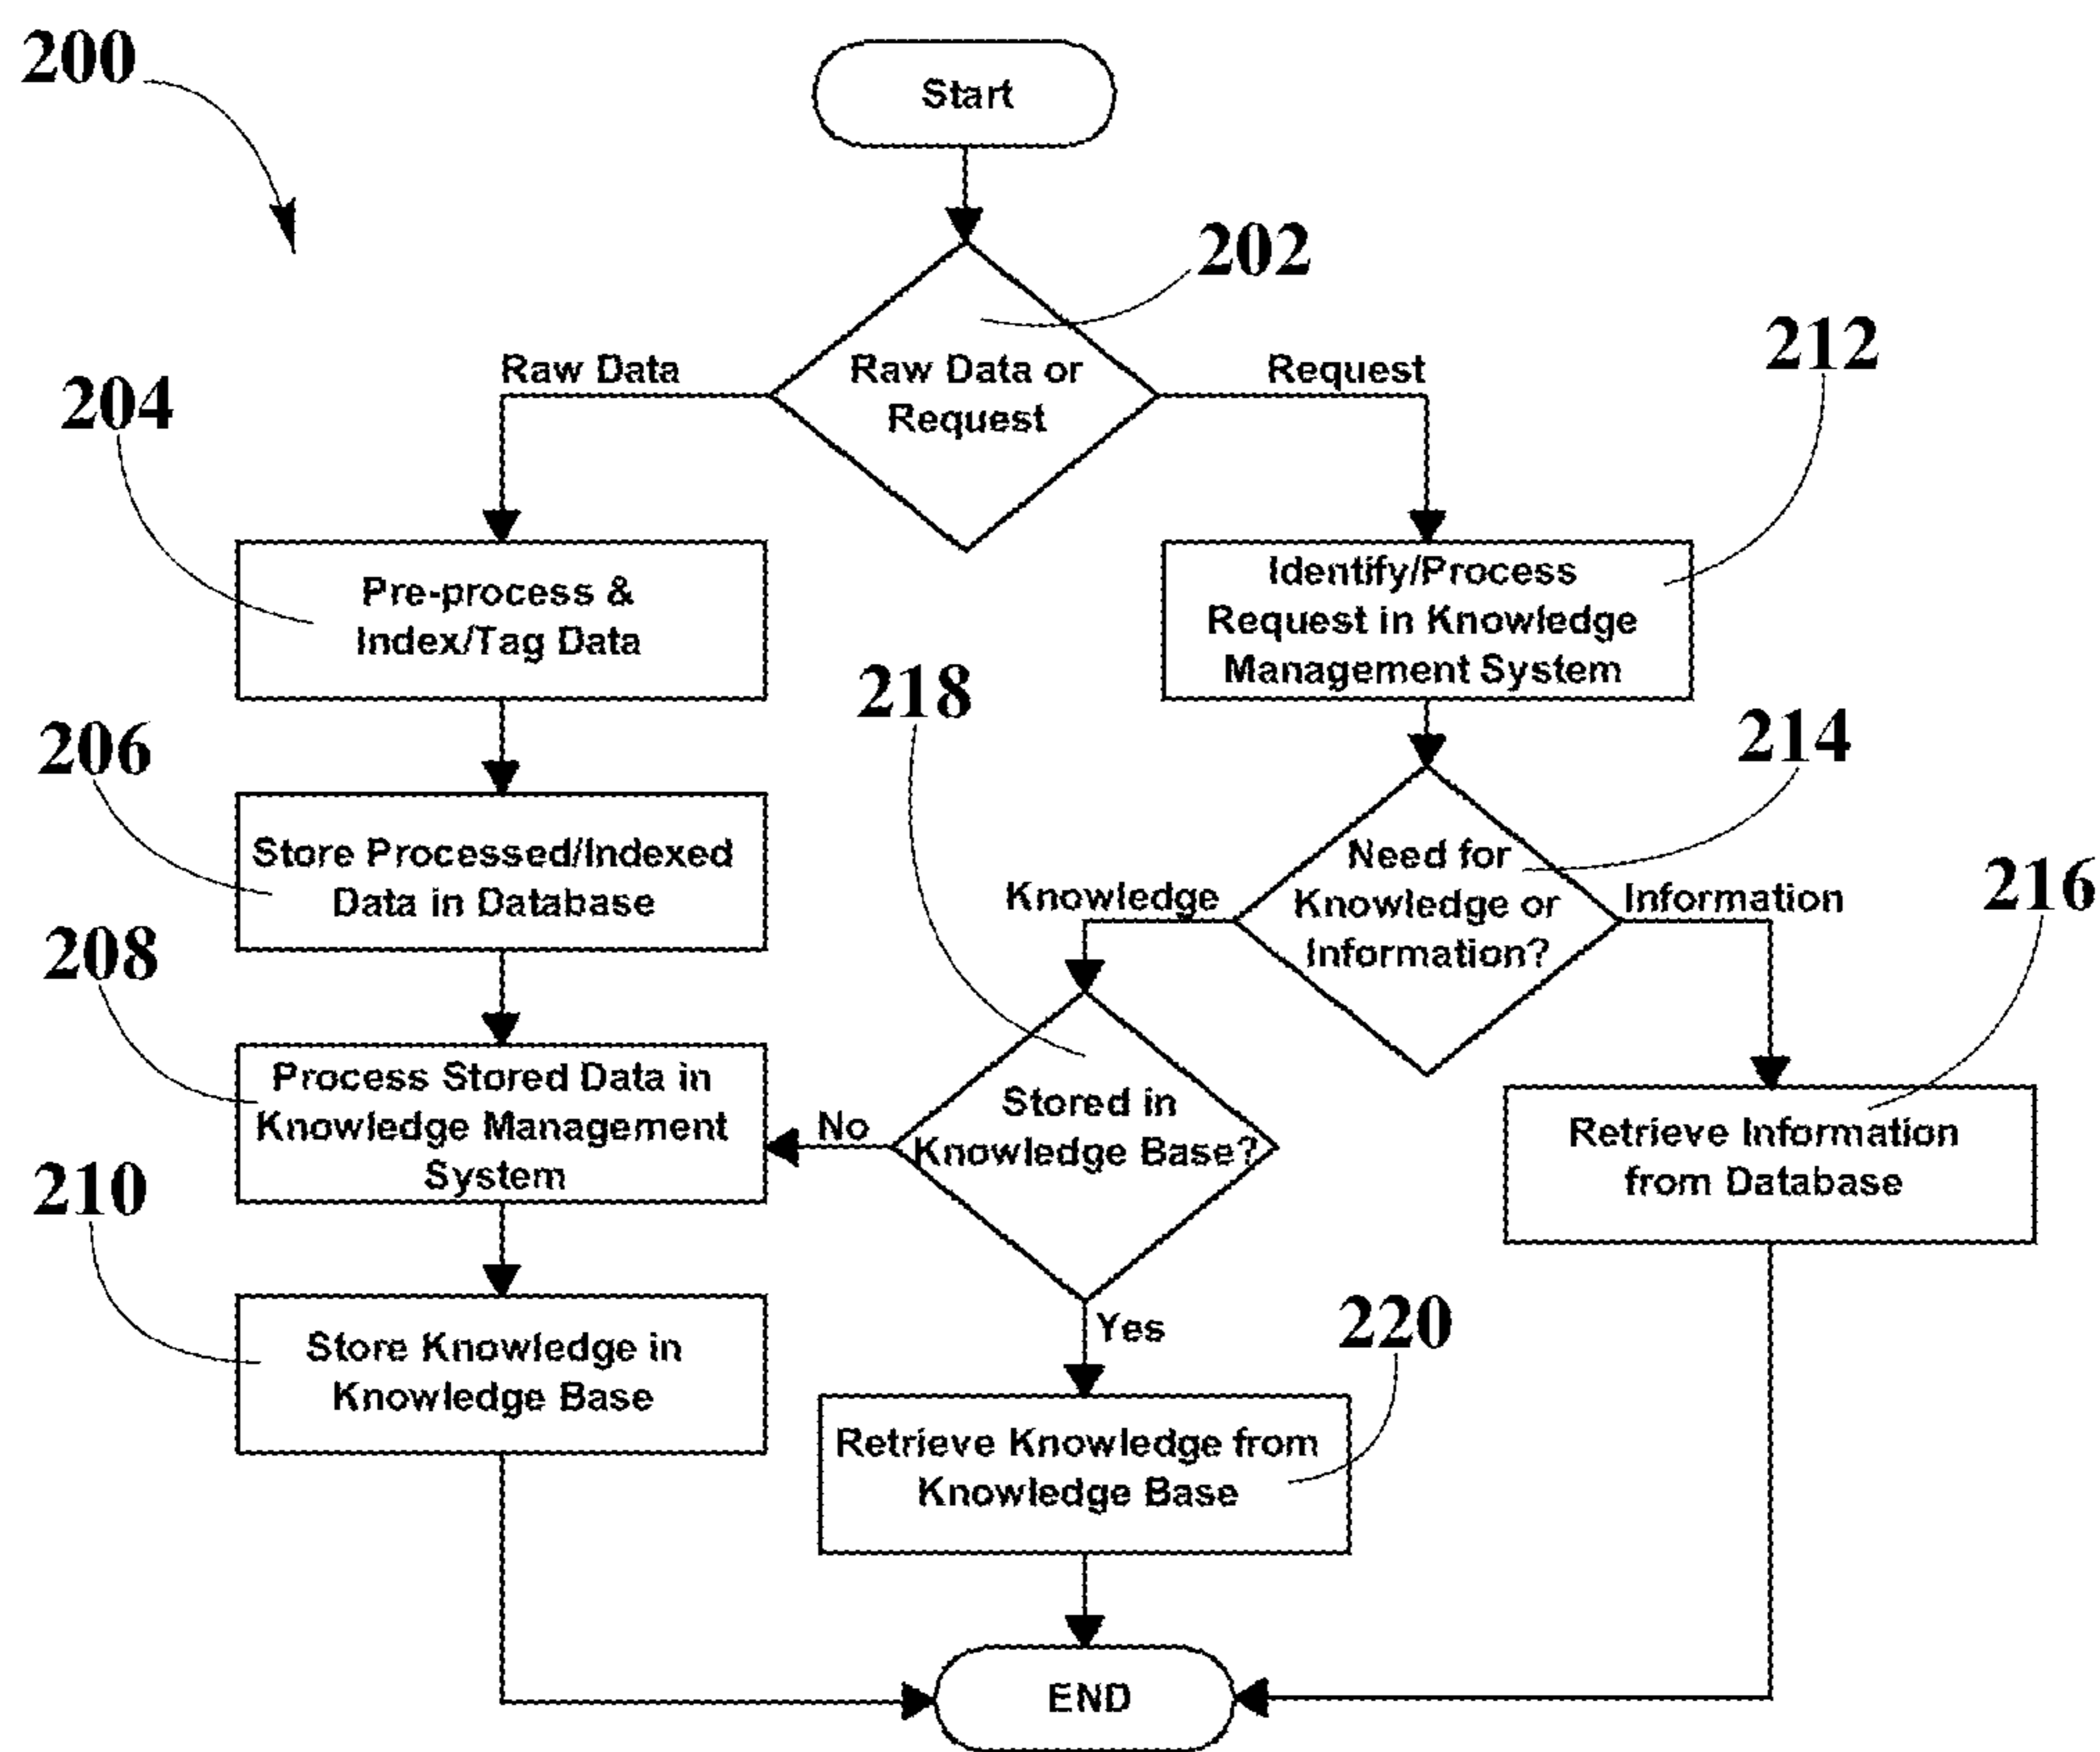 200
Start
202
Raw Data or
Request
Raw Data
Request
204
212
Pre-process &
Index/Tag Data
Identify/Process
Request in Knowledge
Management System
206
218
214
Store Processed/Indexed
Data in Database
Need for
Knowledge or
Information?
Knowledge
Information
216
208
Process Stored Data in
Knowledge Management
System
No
Stored in
Knowledge Base?
Retrieve Information
from Database
210
Yes
220
Store Knowledge in
Knowledge Base
Retrieve Knowledge from
Knowledge Base
END